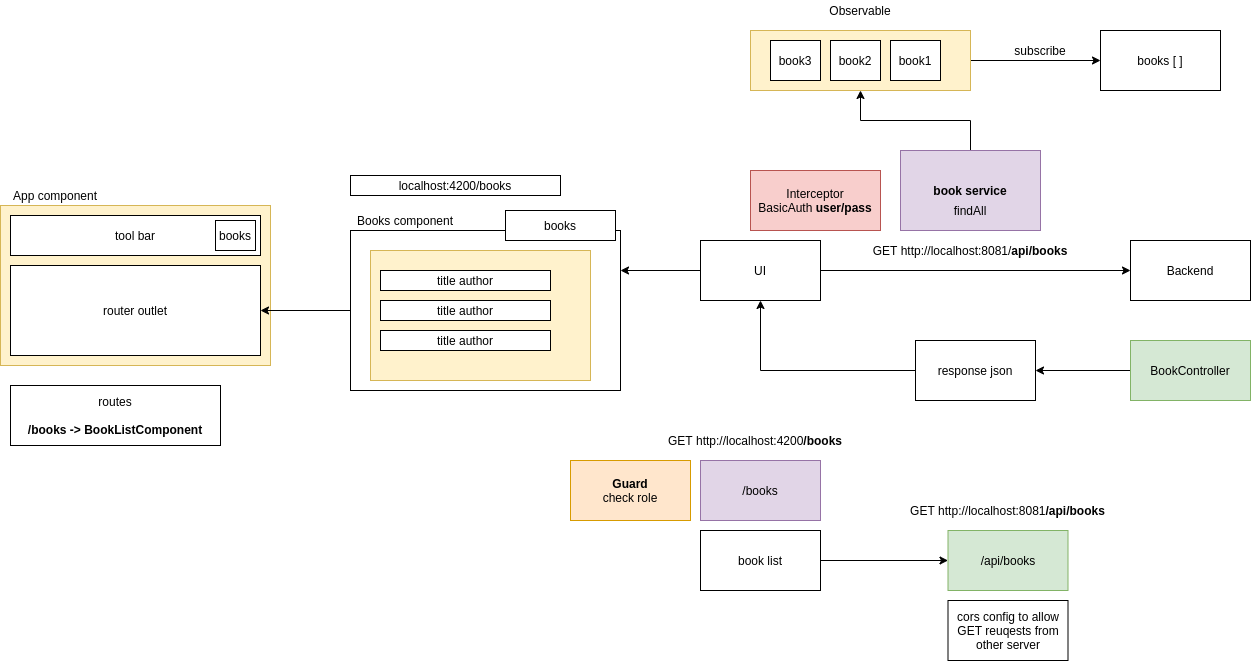 Observable
book3
book2
book1
subscribe
books [ ]
Interceptor
BasicAuth user/pass
book service
findAll
App component
tool bar
books
router outlet
routes
/books -> BookListComponent
localhost:4200/books
Books component
books
title author
title author
title author
UI
GET http://localhost:8081/api/books
Backend
response json
BookController
GET http://localhost:4200/books
Guard
check role
/books
book list
GET http://localhost:8081/api/books
/api/books
cors config to allow
GET reuqests from
other server